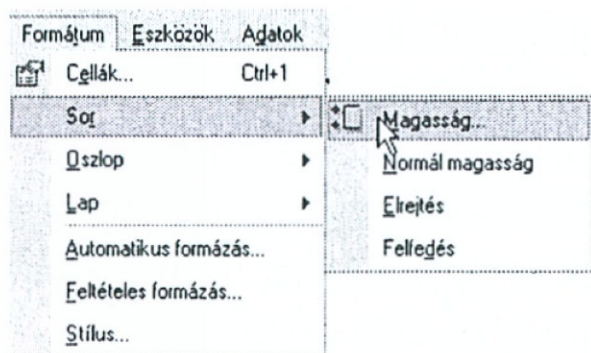 Formátum Eszközök Adatok
Cellák... Ctrl+1
Sor
Magasság...
Oszlop
Normál magasság
Lap
Elrejtés
Automatikus formázás...
Felfedés
Feltételes formázás...
Stílus...